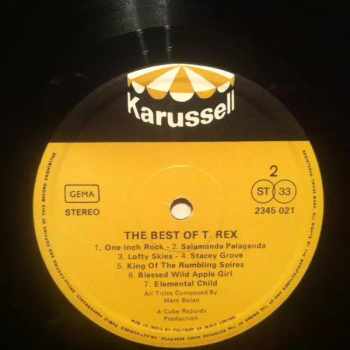 Karussell
2
GEMA
ST 33
STEREO
2345 021
THE BEST OF T. REX
1. One Inch Rock - 2. Salamanda Palaganda
3. Lofty Skies - 4. Stacey Grove
5. King Of The Rumbling Spires
6. Blessed Wild Apple Girl
7. Elemental Child
All Titles Composed By
Marc Bolan
A Cube Records
Production